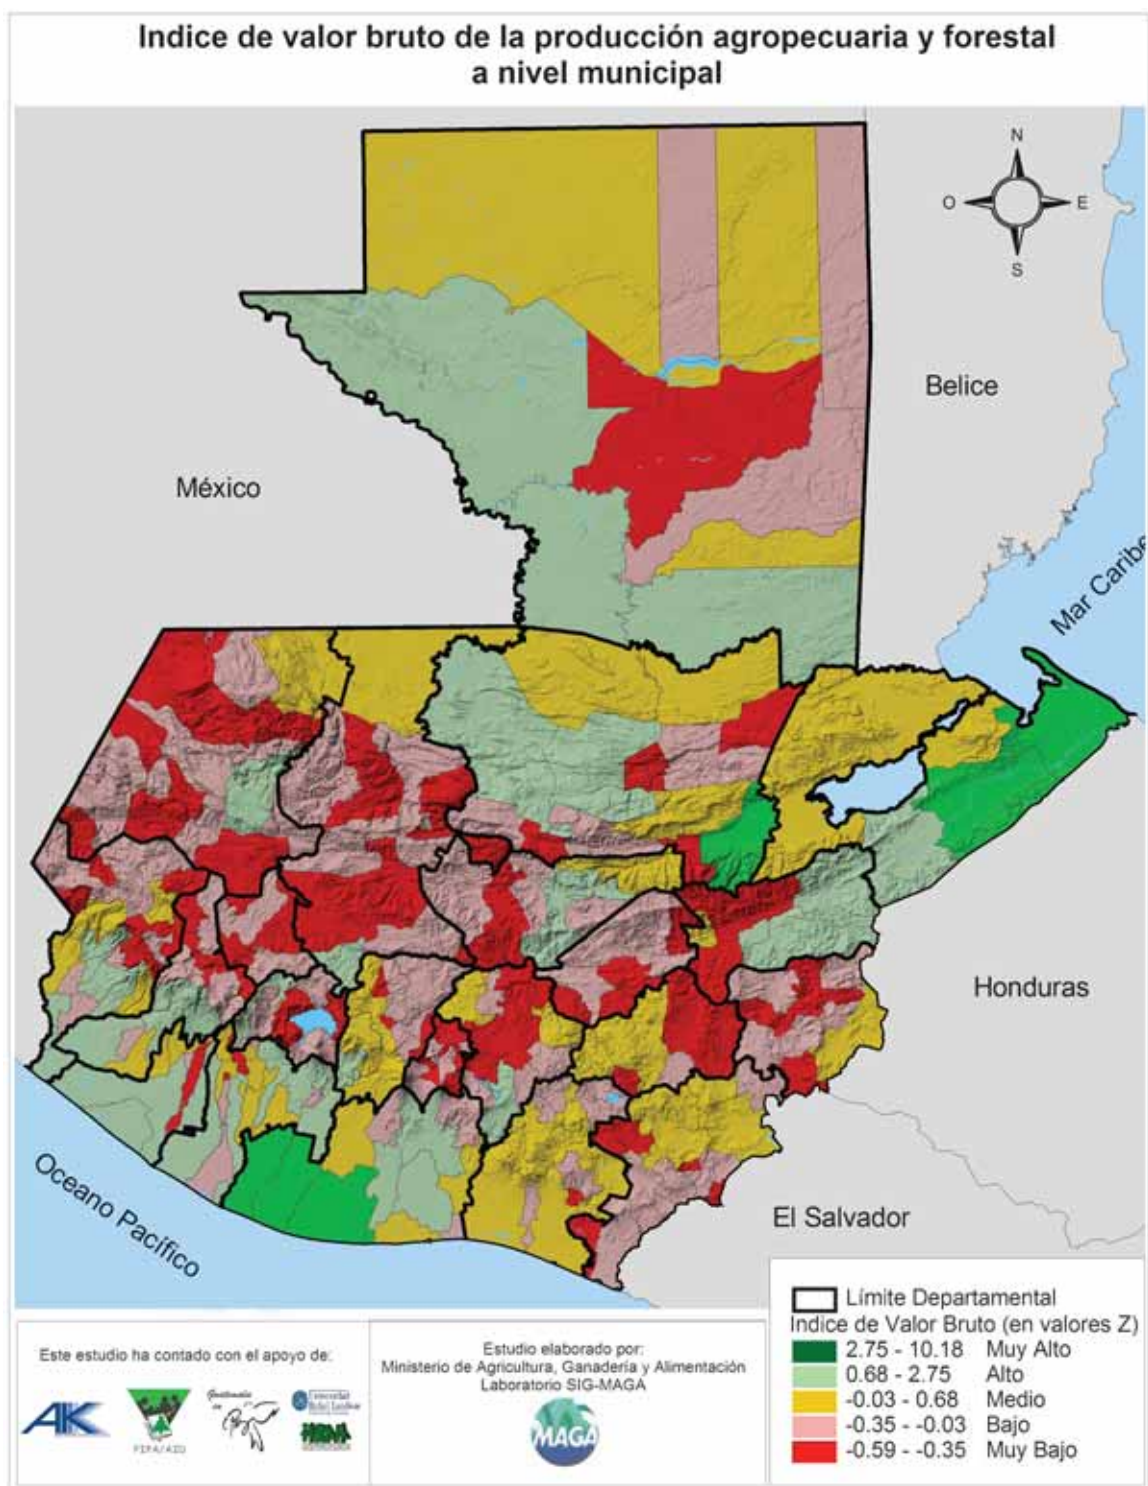 Indice de valor bruto de la producción agropecuaria y forestal
a nivel municipal
N
O
E
S
Belice
México
Mar Caribe
Honduras
Oceano Pacífico
El Salvador
Límite Departamental
Indice de Valor Bruto (en valores Z)
2.75 - 10.18 Muy Alto
0.68 - 2.75 Alto
-0.03 - 0.68 Medio
-0.35 - -0.03 Bajo
-0.59 - -0.35 Muy Bajo
Este estudio ha contado con el apoyo de:
FIPA/AID
Universidad
Estudio elaborado por:
Ministerio de Agricultura, Ganadería y Alimentación
Laboratorio SIG-MAGA
MAGA